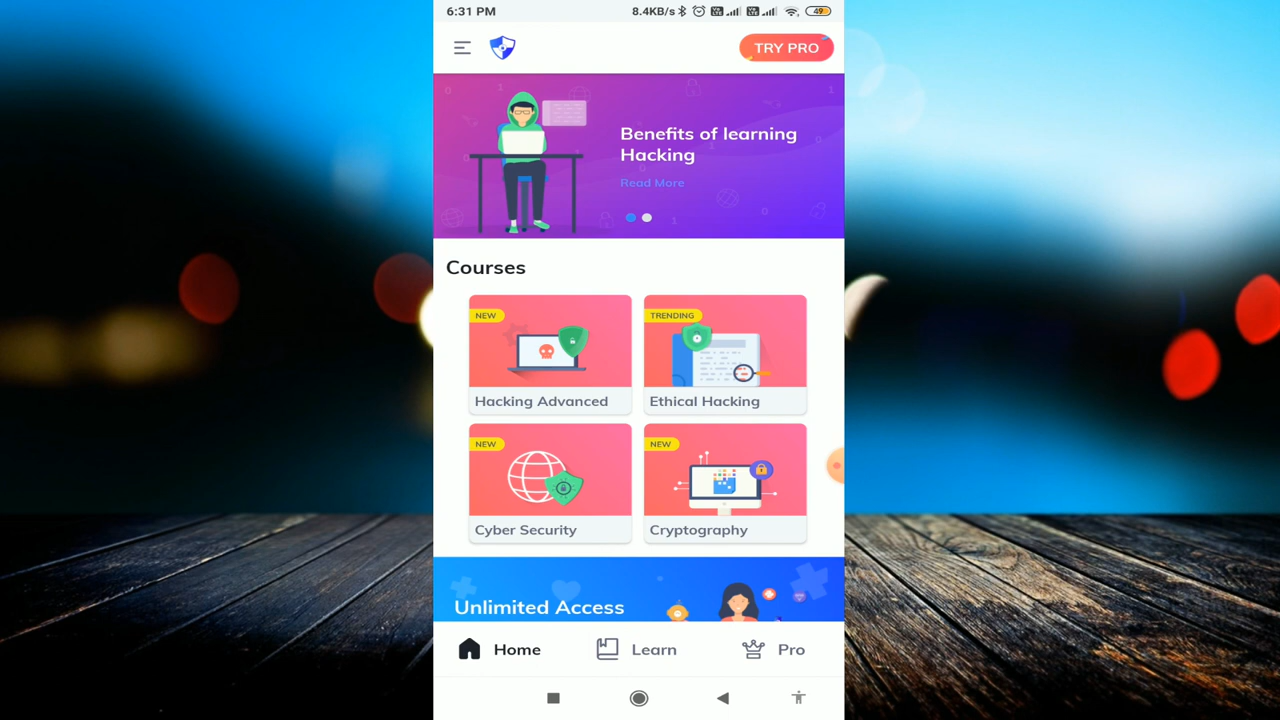 6:31 PM 8.4KB/s 49
TRY PRO
Benefits of learning
Hacking
Read More
Courses
NEW
TRENDING
Hacking Advanced
Ethical Hacking
NEW
NEW
Cyber Security
Cryptography
Unlimited Access
Home
Learn
Pro